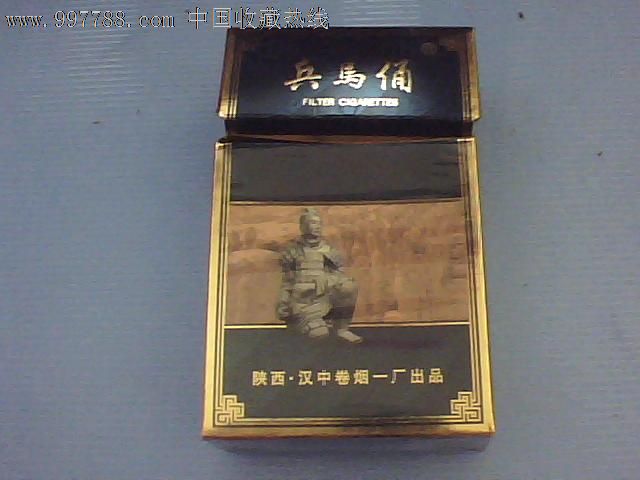 www.997788.com 中国收藏热线
兵馬俑
FILTER CIGARETTES
陕西·汉中卷烟一厂出品